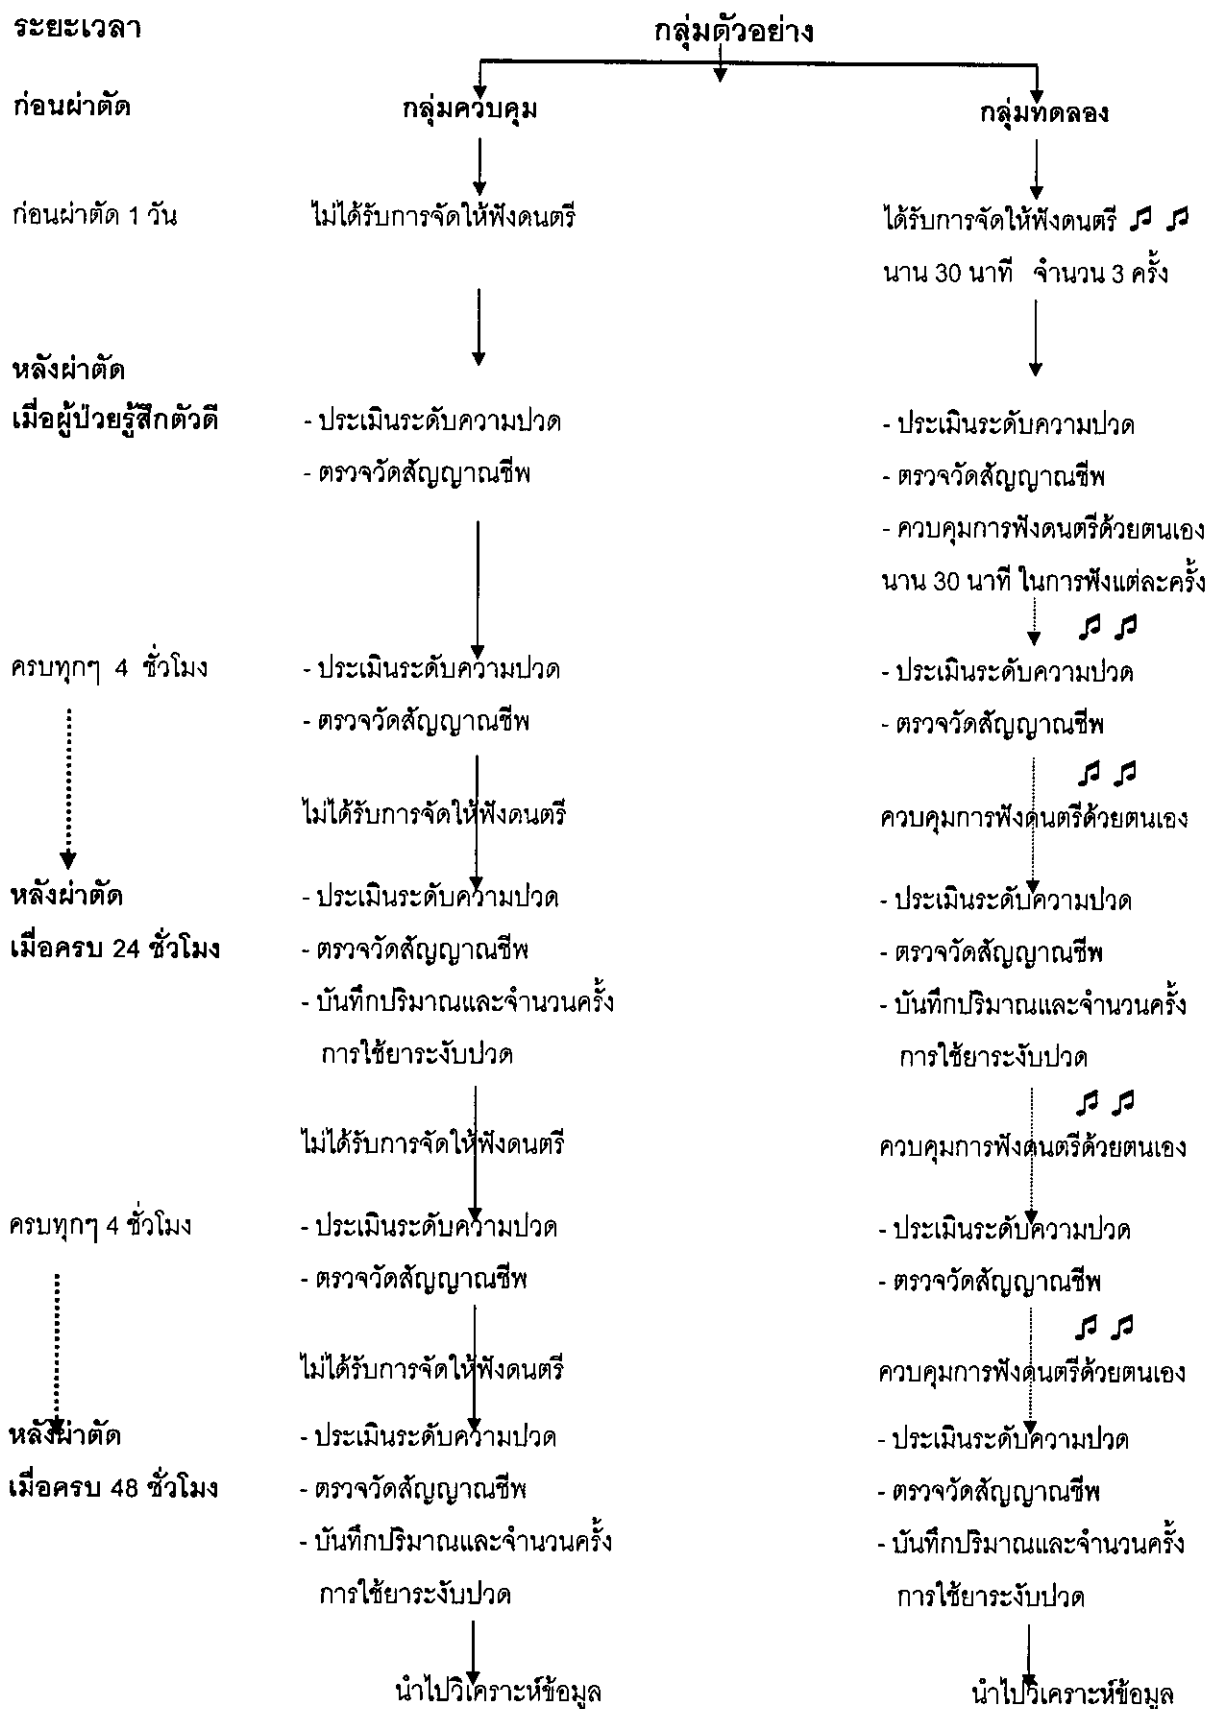 ระยะเวลา
กลุ่มตัวอย่าง
ก่อนผ่าตัด
กลุ่มควบคุม
กลุ่มทดลอง
ก่อนผ่าตัด 1 วัน
ไม่ได้รับการจัดให้ฟังดนตรี
ได้รับการจัดให้ฟังดนตรี ♫ ♫
นาน 30 นาที จำนวน 3 ครั้ง
หลังผ่าตัด
เมื่อผู้ป่วยรู้สึกตัวดี
- ประเมินระดับความปวด
- ตรวจวัดสัญญาณชีพ
- ประเมินระดับความปวด
- ตรวจวัดสัญญาณชีพ
- ควบคุมการฟังดนตรีด้วยตนเอง
นาน 30 นาที ในการฟังแต่ละครั้ง
♫ ♫
ครบทุกๆ 4 ชั่วโมง
- ประเมินระดับความปวด
- ตรวจวัดสัญญาณชีพ
- ประเมินระดับความปวด
- ตรวจวัดสัญญาณชีพ
♫ ♫
ไม่ได้รับการจัดให้ฟังดนตรี
ควบคุมการฟังดนตรีด้วยตนเอง
หลังผ่าตัด
เมื่อครบ 24 ชั่วโมง
- ประเมินระดับความปวด
- ตรวจวัดสัญญาณชีพ
- บันทึกปริมาณและจำนวนครั้ง
การใช้ยาระงับปวด
- ประเมินระดับความปวด
- ตรวจวัดสัญญาณชีพ
- บันทึกปริมาณและจำนวนครั้ง
การใช้ยาระงับปวด
♫ ♫
ไม่ได้รับการจัดให้ฟังดนตรี
ควบคุมการฟังดนตรีด้วยตนเอง
ครบทุกๆ 4 ชั่วโมง
- ประเมินระดับความปวด
- ตรวจวัดสัญญาณชีพ
- ประเมินระดับความปวด
- ตรวจวัดสัญญาณชีพ
♫ ♫
ไม่ได้รับการจัดให้ฟังดนตรี
ควบคุมการฟังดนตรีด้วยตนเอง
หลังผ่าตัด
เมื่อครบ 48 ชั่วโมง
- ประเมินระดับความปวด
- ตรวจวัดสัญญาณชีพ
- บันทึกปริมาณและจำนวนครั้ง
การใช้ยาระงับปวด
- ประเมินระดับความปวด
- ตรวจวัดสัญญาณชีพ
- บันทึกปริมาณและจำนวนครั้ง
การใช้ยาระงับปวด
นำไปวิเคราะห์ข้อมูล
นำไปวิเคราะห์ข้อมูล